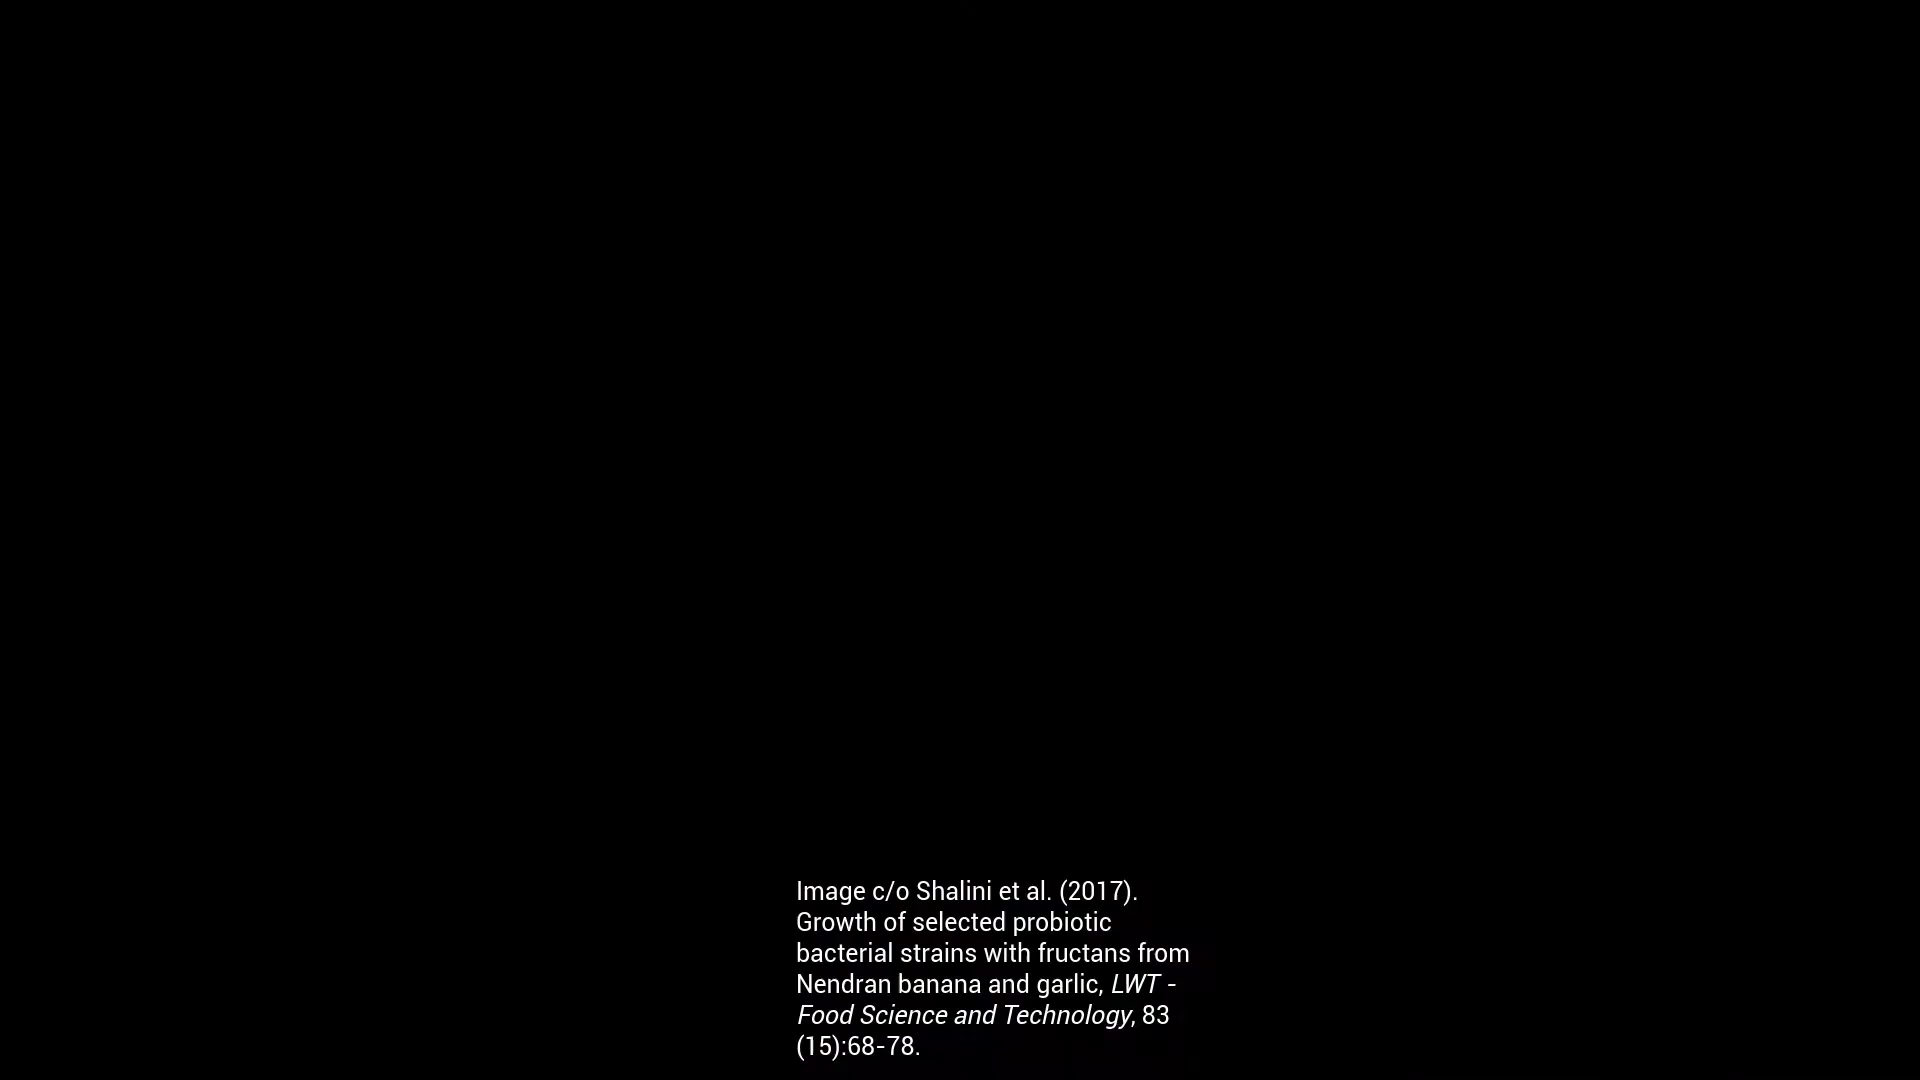 Image c/o Shalini et al. (2017).
Growth of selected probiotic
bacterial strains with fructans from
Nendran banana and garlic, LWT -
Food Science and Technology, 83
(15):68-78.